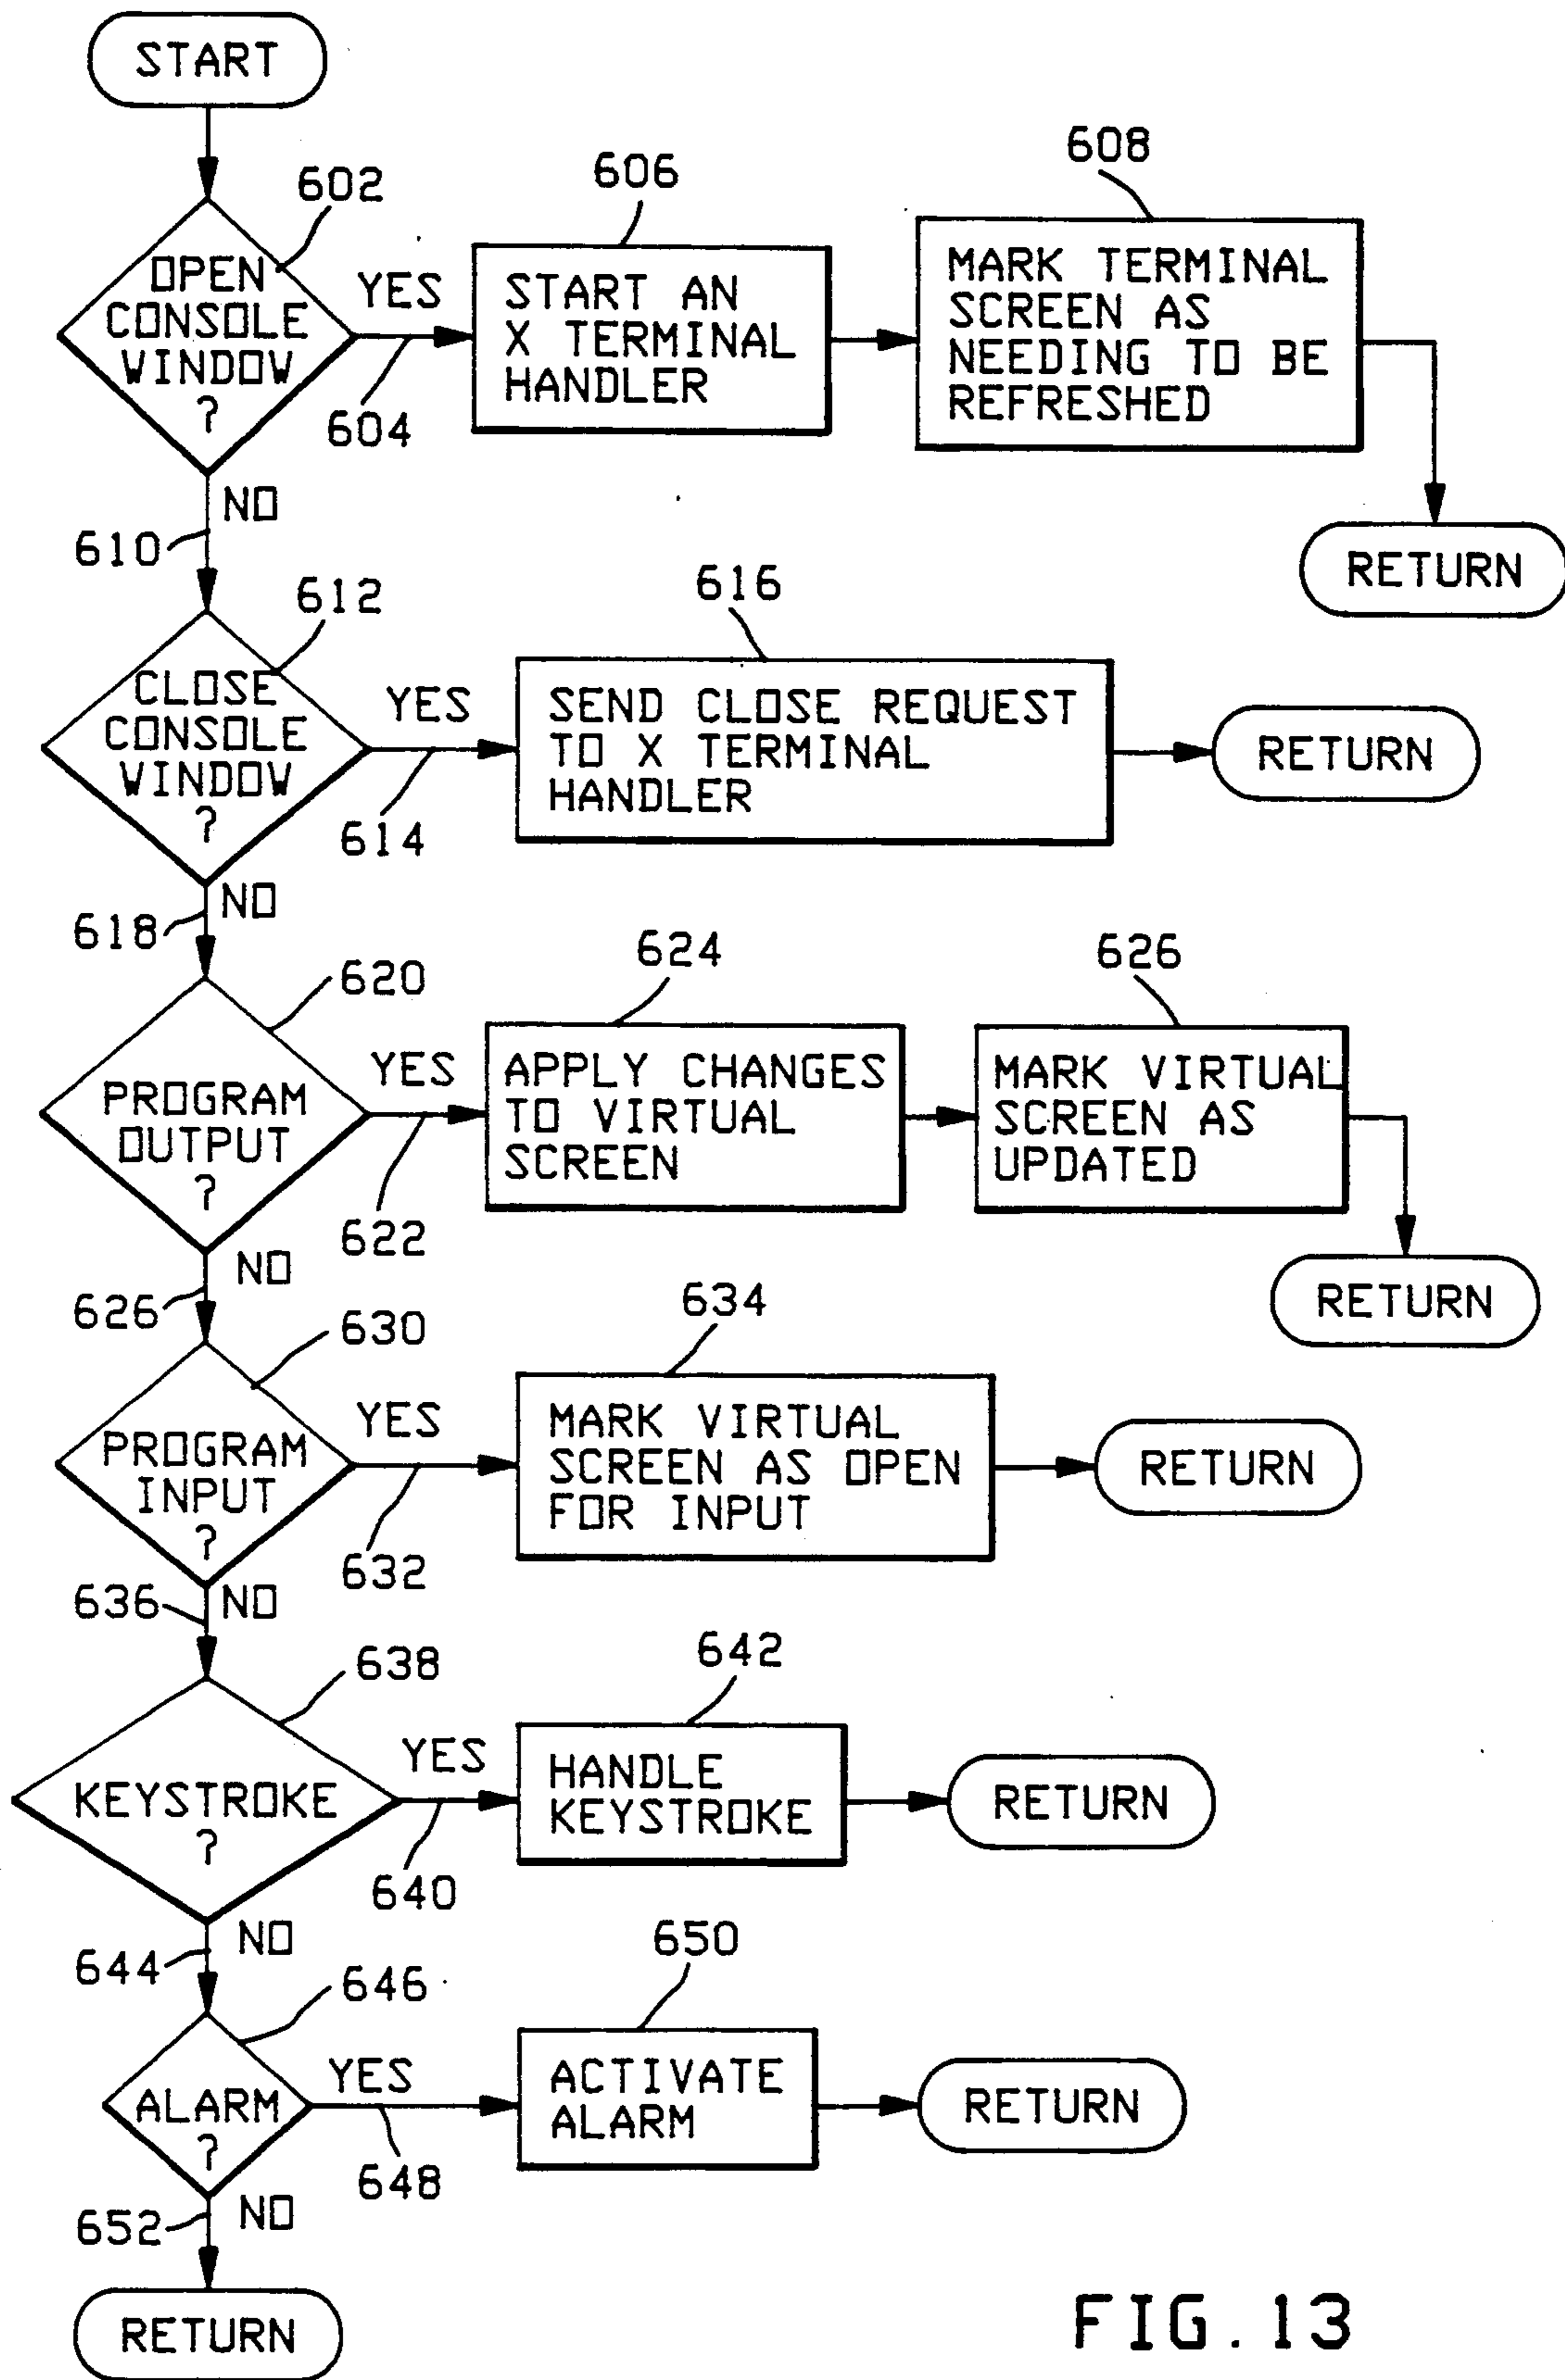 START
602
606
608
OPEN
CONSOLE
WINDOW
?
YES
604
START AN
X TERMINAL
HANDLER
MARK TERMINAL
SCREEN AS
NEEDING TO BE
REFRESHED
NO
610
RETURN
612
616
CLOSE
CONSOLE
WINDOW
?
YES
614
SEND CLOSE REQUEST
TO X TERMINAL
HANDLER
RETURN
NO
618
620
624
626
PROGRAM
OUTPUT
?
YES
622
APPLY CHANGES
TO VIRTUAL
SCREEN
MARK VIRTUAL
SCREEN AS
UPDATED
RETURN
NO
626
630
634
PROGRAM
INPUT
?
YES
632
MARK VIRTUAL
SCREEN AS OPEN
FOR INPUT
RETURN
636
NO
638
642
KEYSTROKE
?
YES
640
HANDLE
KEYSTROKE
RETURN
NO
644
646
650
ALARM
?
YES
648
ACTIVATE
ALARM
RETURN
652
NO
RETURN
FIG. 13